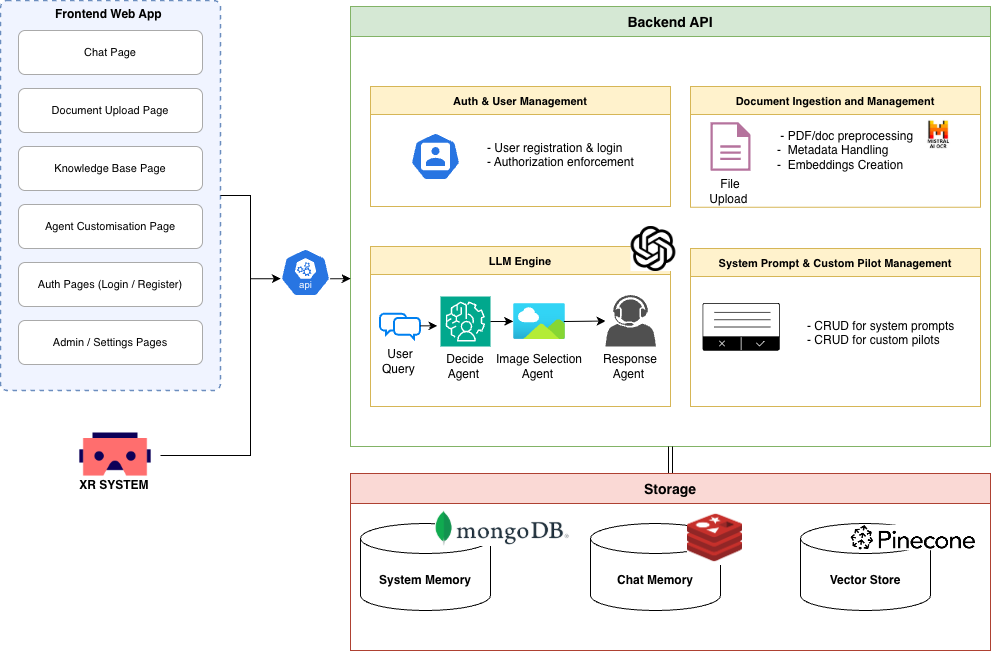 Frontend Web App
Chat Page
Document Upload Page
Knowledge Base Page
Agent Customisation Page
Auth Pages (Login / Register)
Admin / Settings Pages
XR SYSTEM
api
Backend API
Auth & User Management
- User registration & login
- Authorization enforcement
Document Ingestion and Management
File
Upload
- PDF/doc preprocessing
- Metadata Handling
- Embeddings Creation
MISTRAL
AI OCR
LLM Engine
User
Query
Decide
Agent
Image Selection
Agent
Response
Agent
System Prompt & Custom Pilot Management
- CRUD for system prompts
- CRUD for custom pilots
Storage
mongoDB.
System Memory
Chat Memory
Pinecone
Vector Store